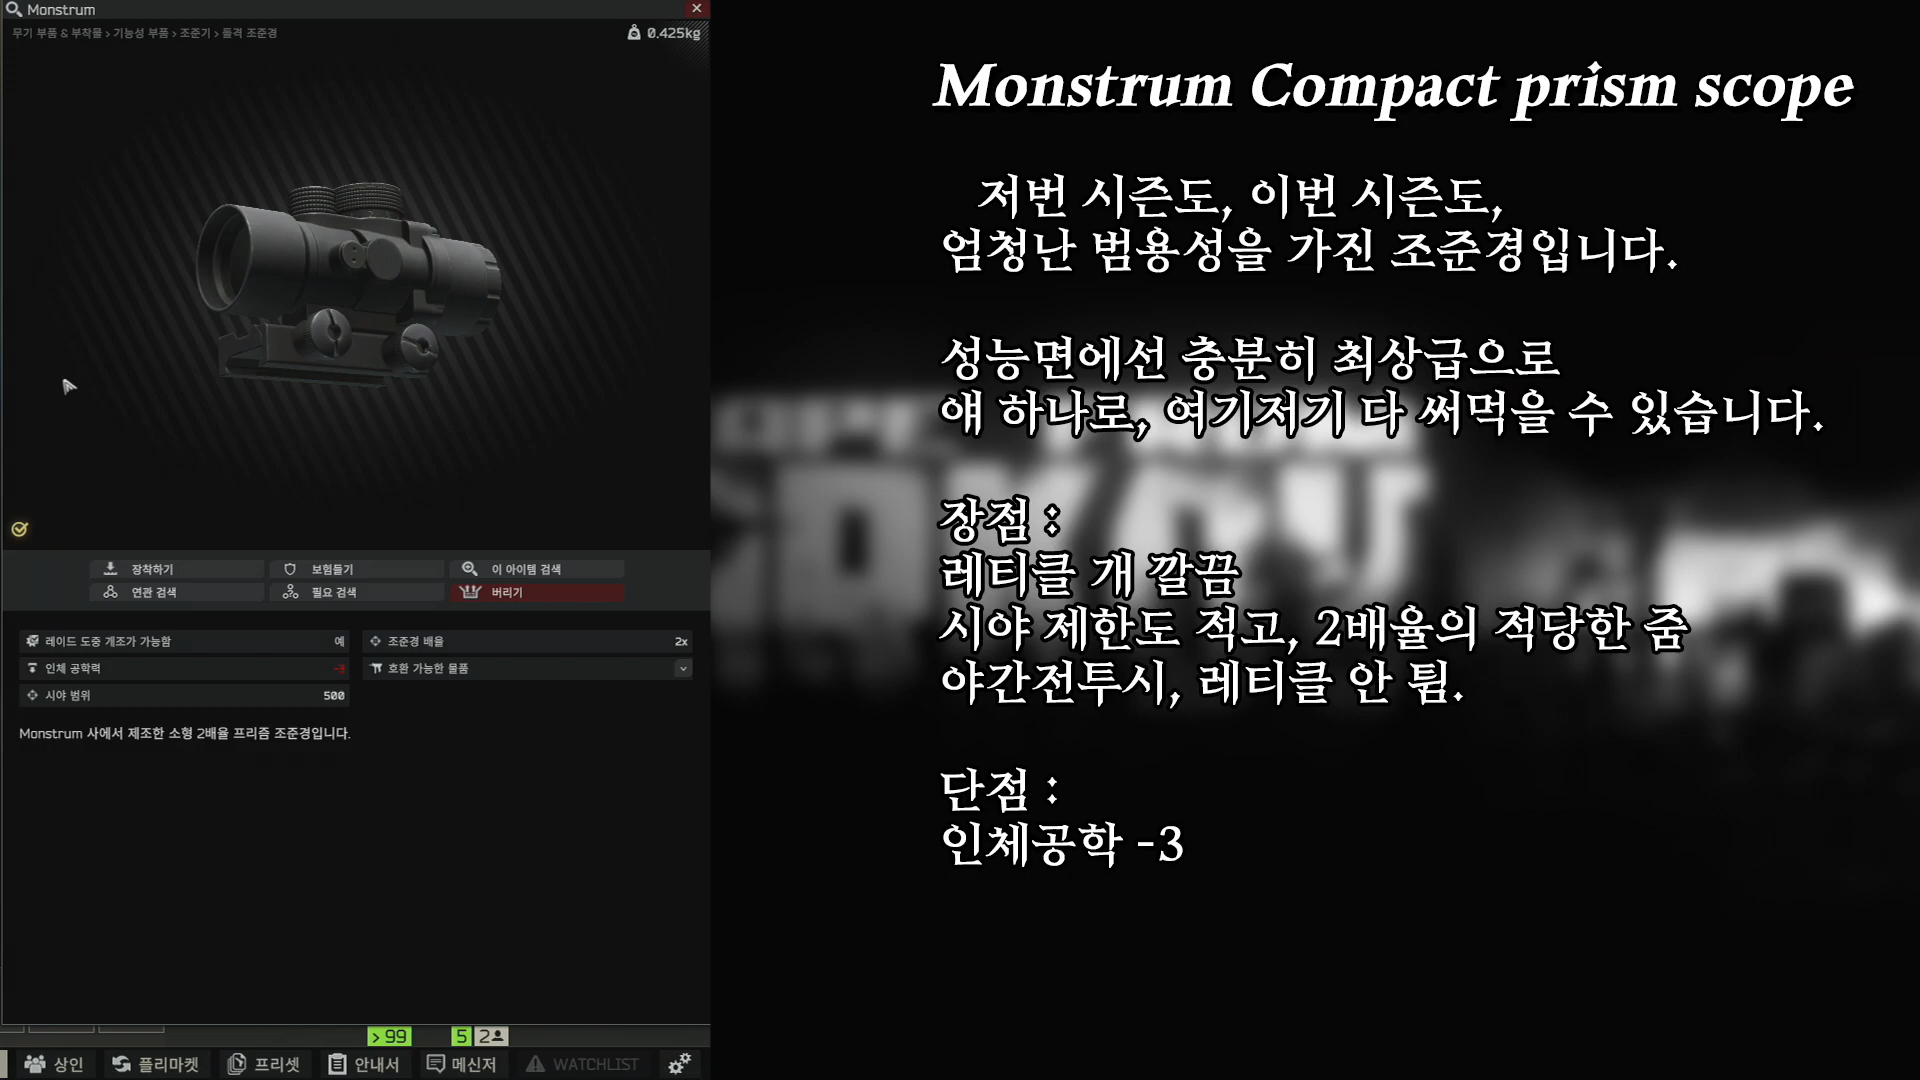 Monstrum
무기 부품 & 부착물 > 기능성 부품 > 조준기 > 돌격 조준경
0.425kg
장착하기
보험들기
이 아이템 검색
연관 검색
필요 검색
버리기
레이드 도중 개조가 가능함 예
조준경 배율 2x
인체 공학력 -3
호환 가능한 물품
시야 범위 500
Monstrum 사에서 제조한 소형 2배율 프리즘 조준경입니다.
> 99
5
2
상인
플리마켓
프리셋
안내서
메신저
WATCHLIST
Monstrum Compact prism scope
저번 시즌도, 이번 시즌도,
엄청난 범용성을 가진 조준경입니다.
성능면에선 충분히 최상급으로
얘 하나로, 여기저기 다 써먹을 수 있습니다.
장점 :
레티클 개 깔끔
시야 제한도 적고, 2배율의 적당한 줌
야간전투시, 레티클 안 튐.
단점 :
인체공학 -3